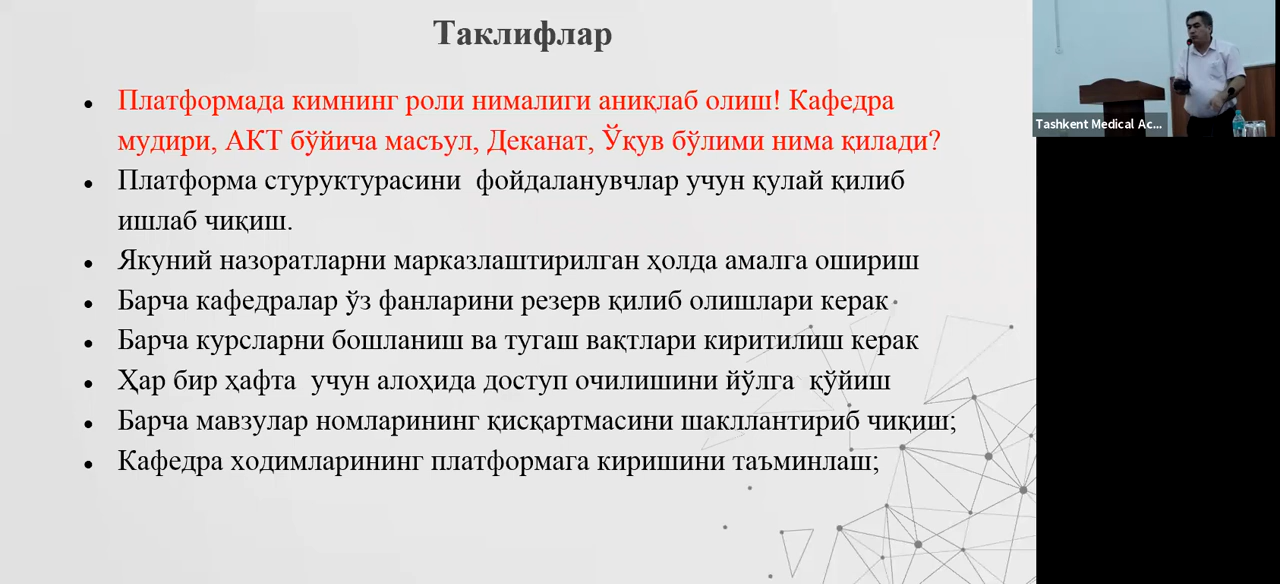 Таклифлар
Платформада кимнинг роли нималиги аниқлаб олиш! Кафедра
мудири, АКТ бўйича масъул, Деканат, Ўқув бўлими нима қилади?
Платформа стуруктурасини фойдаланувчлар учун қулай қилиб
ишлаб чиқиш.
Якуний назоратларни марказлаштирилган ҳолда амалга ошириш
Барча кафедралар ўз фанларини резерв қилиб олишлари керак
Барча курсларни бошланиш ва тугаш вақтлари киритилиш керак
Ҳар бир ҳафта учун алоҳида доступ очилишини йўлга қўйиш
Барча мавзулар номларининг қисқартмасини шакллантириб чиқиш;
Кафедра ходимларининг платформага киришини таъминлаш;
Tashkent Medical Ac...